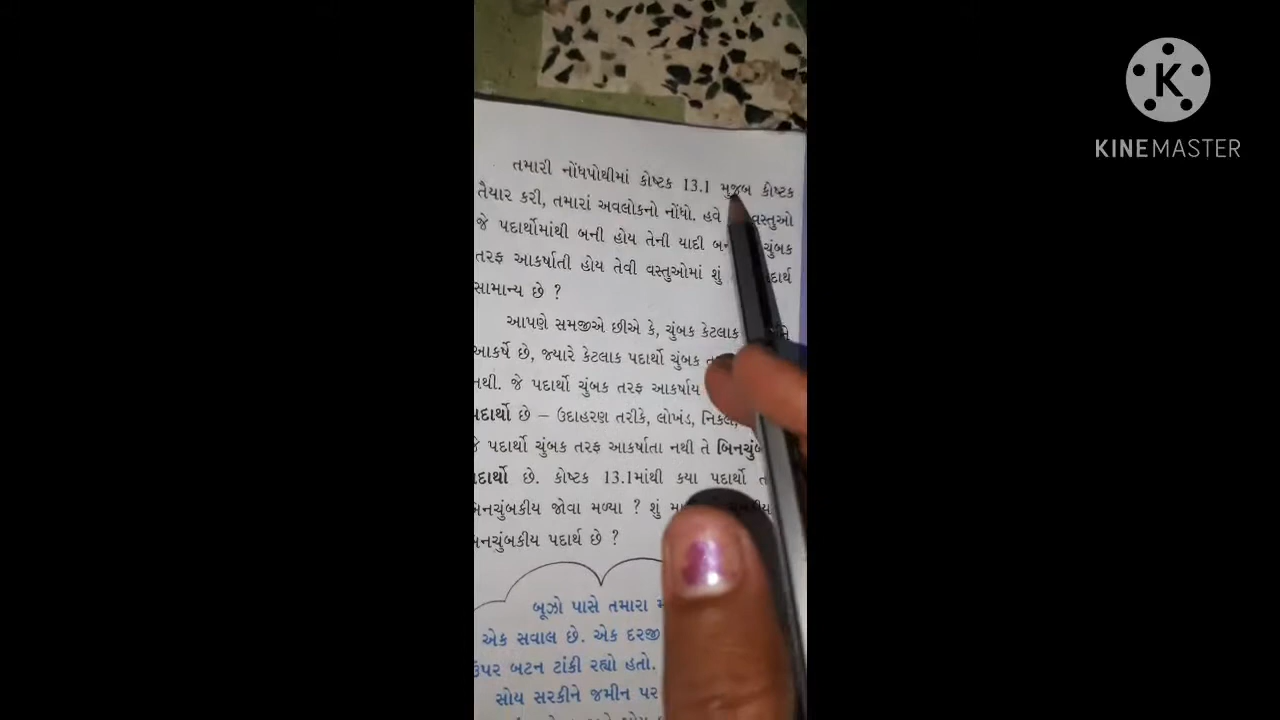 તમારી નોંધપોથીમાં કોષ્ટક 13.1 મુજબ કોષ્ટક
તૈયાર કરી, તમારાં અવલોકનો નોંધો. હવે વસ્તુઓ
જે પદાર્થોમાંથી બની હોય તેની યાદી ચુંબક
તરફ આકર્ષાતી હોય તેવી વસ્તુઓમાં શું
સામાન્ય છે ?
આપણે સમજીએ છીએ કે, ચુંબક કેટલાક
આકર્ષે છે, જ્યારે કેટલાક પદાર્થો ચુંબક
નથી. જે પદાર્થો ચુંબક તરફ આકર્ષાય
પદાર્થો છે – ઉદાહરણ તરીકે, લોખંડ, નિકલ,
જે પદાર્થો ચુંબક તરફ આકર્ષાતા નથી તે
પદાર્થો છે. કોષ્ટક 13.1માંથી કયા પદાર્થો
બિનચુંબકીય જોવા મળ્યા ? શું
બિનચુંબકીય પદાર્થ છે ?
બૂઝો પાસે તમારા
એક સવાલ છે. એક દરજી
ઉપર બટન ટાંકી રહ્યો હતો.
સોય સરકીને જમીન પર
KINEMASTER